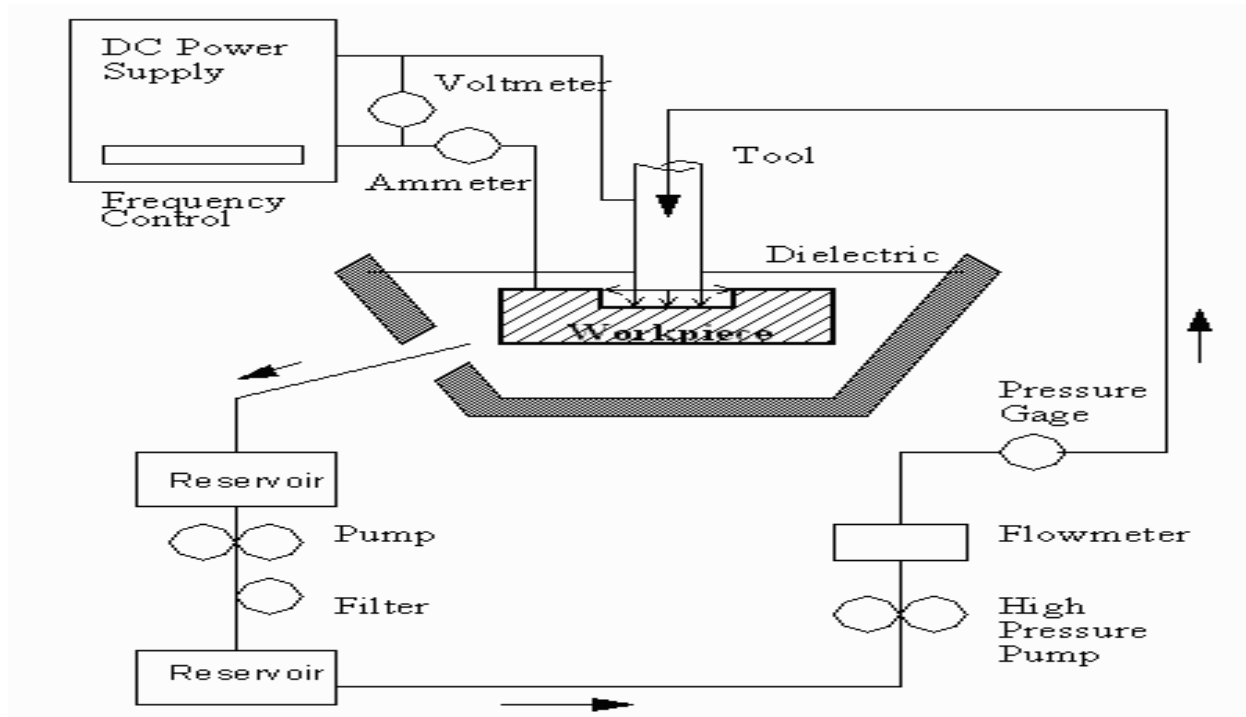 DC Power
Supply
Voltmeter
Tool
Ammeter
Frequency
Control
Dielectric
Workpiece
Pressure
Gage
Reservoir
Pump
Flowmeter
Filter
High
Pressure
Pump
Reservoir